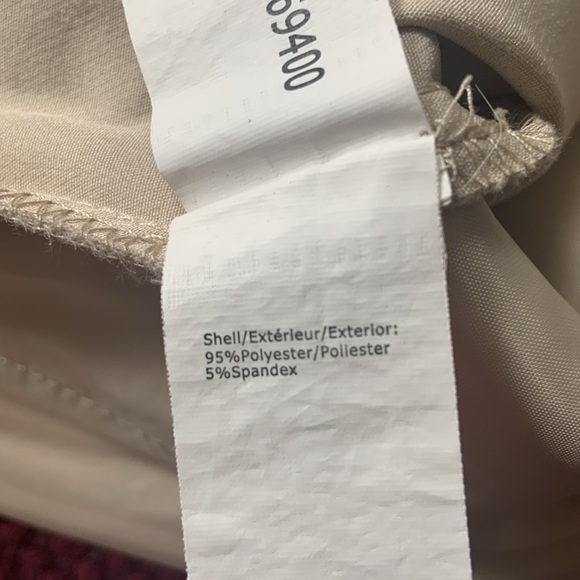 69400
Shell/Extérieur/Exterior:
95%Polyester/Poliester
5%Spandex